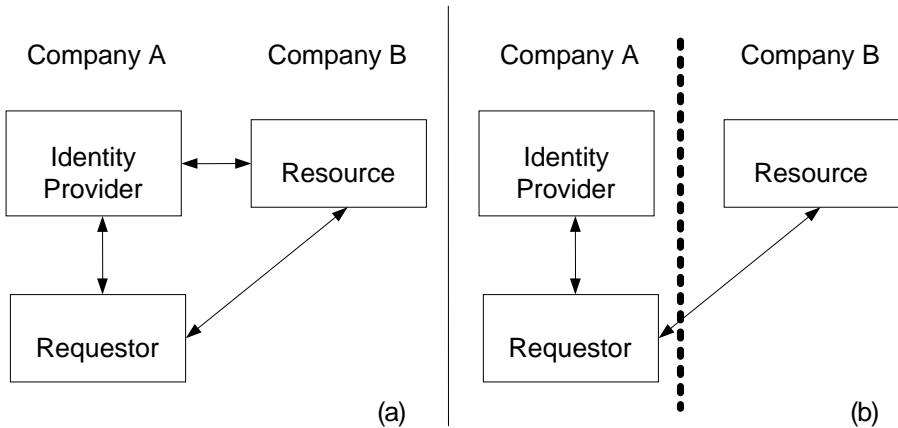 Company A
Company B
Identity
Provider
Resource
Requestor
(a)
Company A
Company B
Identity
Provider
Resource
Requestor
(b)